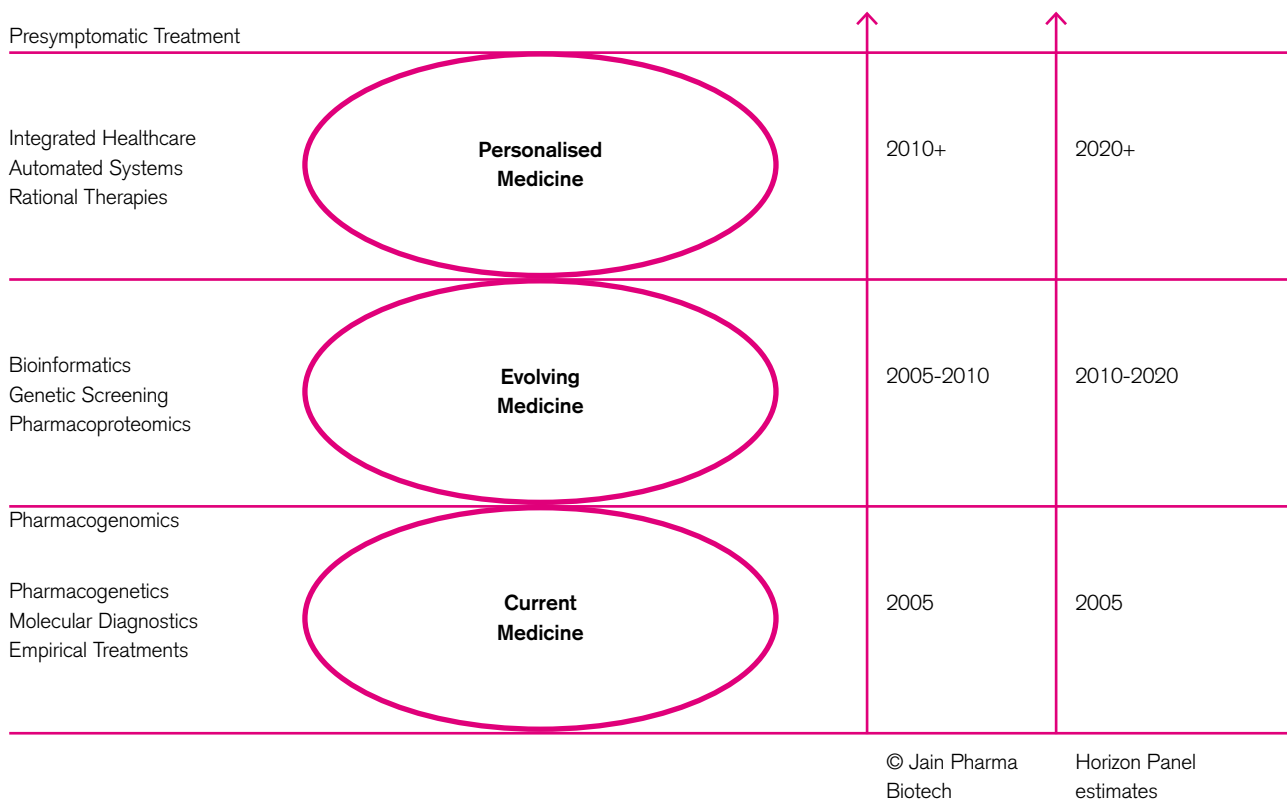 Presymptomatic Treatment
Integrated Healthcare
Automated Systems
Rational Therapies
Personalised
Medicine
2010+
2020+
Bioinformatics
Genetic Screening
Pharmacoproteomics
Evolving
Medicine
2005-2010
2010-2020
Pharmacogenomics
Pharmacogenetics
Molecular Diagnostics
Empirical Treatments
Current
Medicine
2005
2005
© Jain Pharma
Biotech
Horizon Panel
estimates